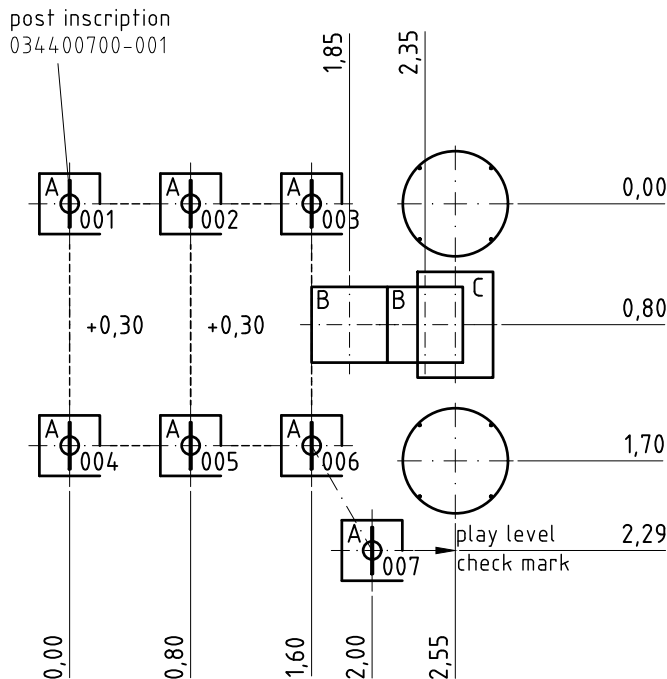 post inscription
034400700-001
1,85
2,35
A
001
A
002
A
003
0,00
+0,30
+0,30
B
B
C
0,80
A
004
A
005
A
006
1,70
A
007
play level
check mark
2,29
0,00
0,80
1,60
2,00
2,55